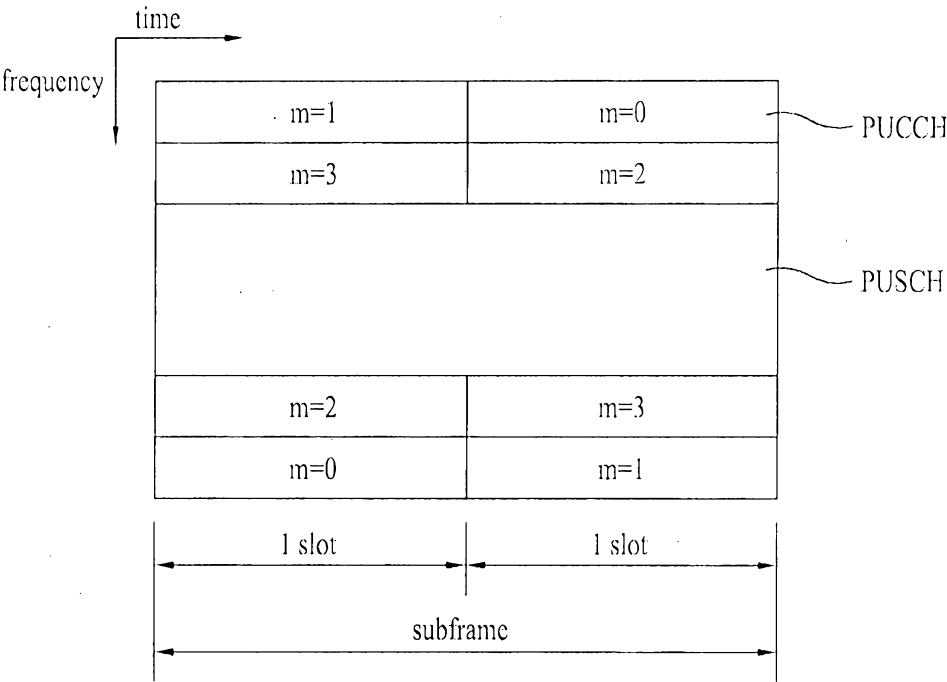 time
frequency
m=1 m=0
PUCCH
m=3 m=2
PUSCH
m=2 m=3
m=0 m=1
1 slot 1 slot
subframe